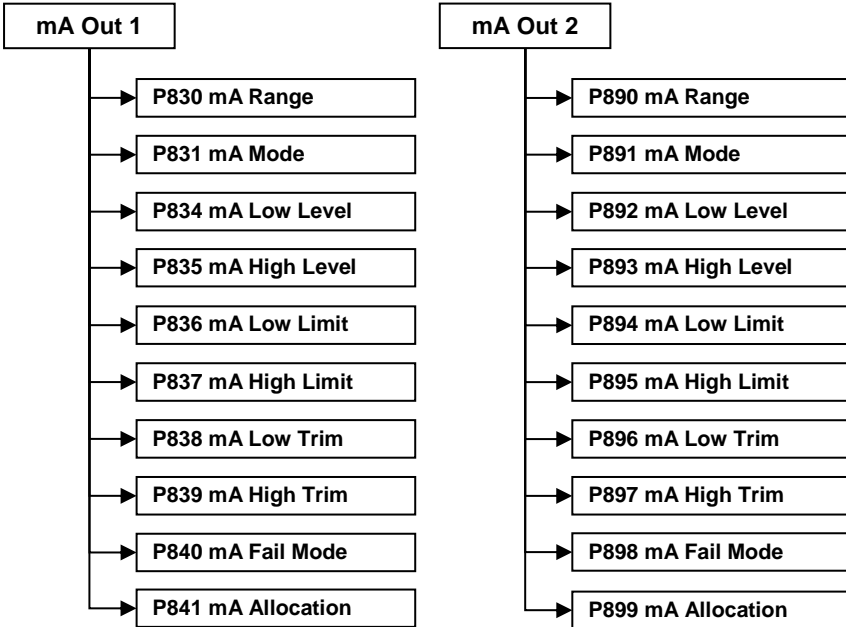 mA Out 1
P830 mA Range
P831 mA Mode
P834 mA Low Level
P835 mA High Level
P836 mA Low Limit
P837 mA High Limit
P838 mA Low Trim
P839 mA High Trim
P840 mA Fail Mode
P841 mA Allocation
mA Out 2
P890 mA Range
P891 mA Mode
P892 mA Low Level
P893 mA High Level
P894 mA Low Limit
P895 mA High Limit
P896 mA Low Trim
P897 mA High Trim
P898 mA Fail Mode
P899 mA Allocation